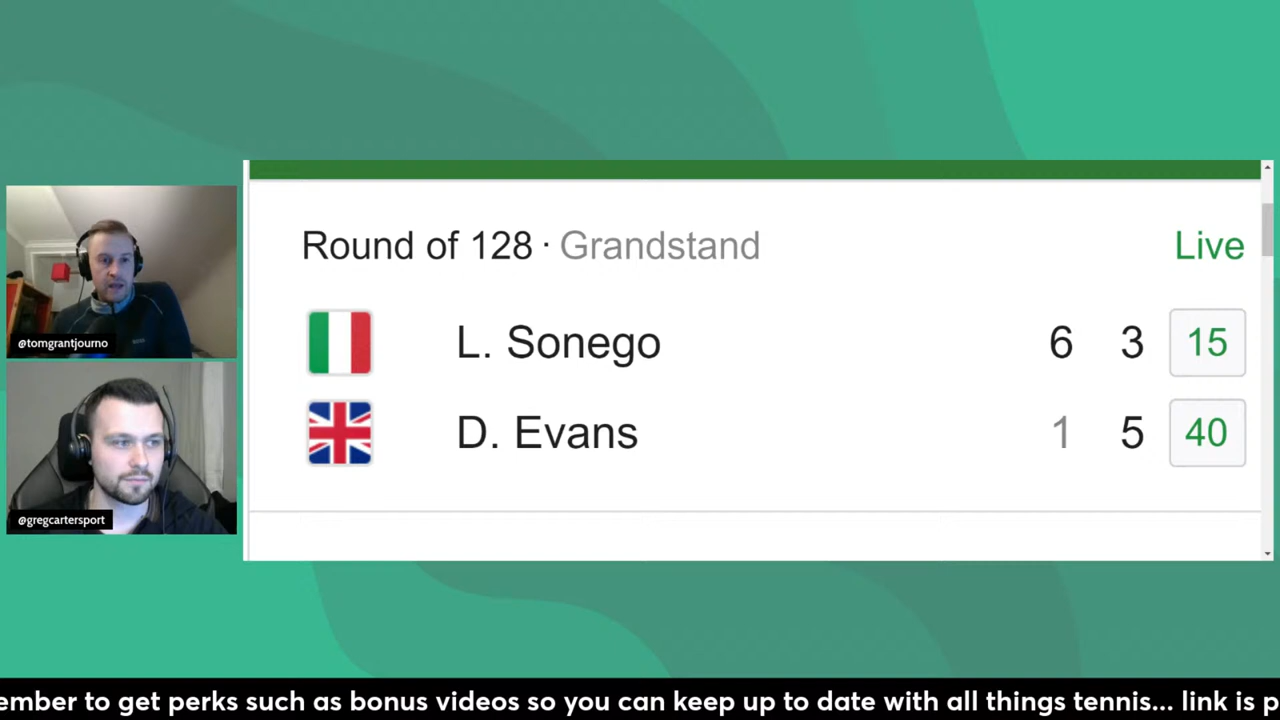 Round of 128 · Grandstand
Live
L. Sonego 6 3 15
D. Evans 1 5 40
@tomgrantjourno
@gregcartersport
ember to get perks such as bonus videos so you can keep up to date with all things tennis... link is p